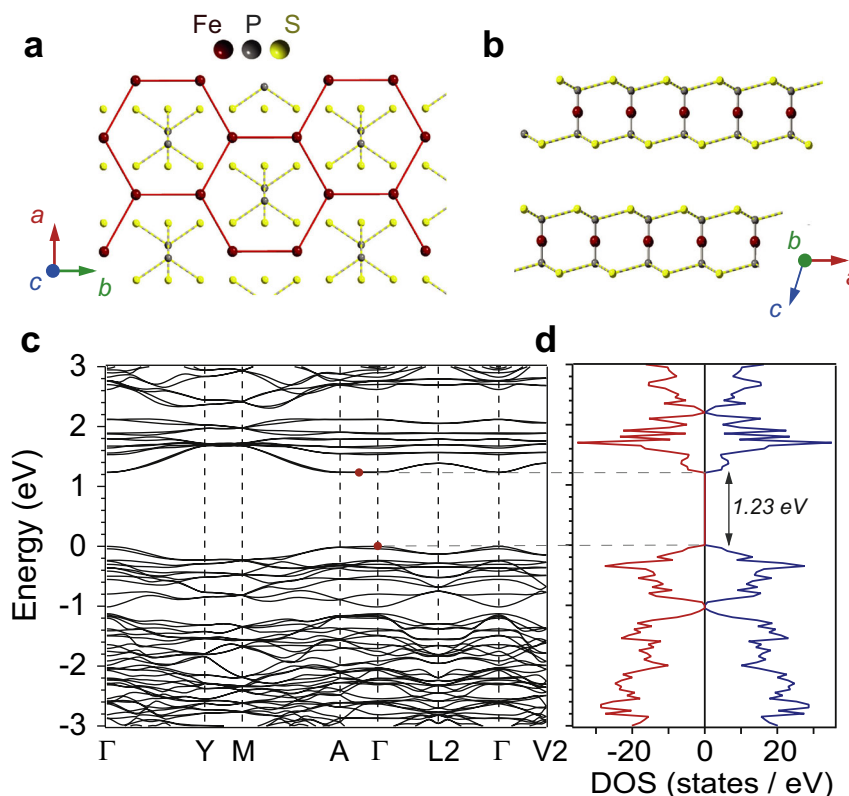 a
Fe P S
b
a
c
b
b
a
c
c
d
3
2
1
0
-1
-2
-3
Energy (eV)
1.23 eV
Γ Y M A Γ L2 Γ V2
-20 0 20
DOS (states / eV)